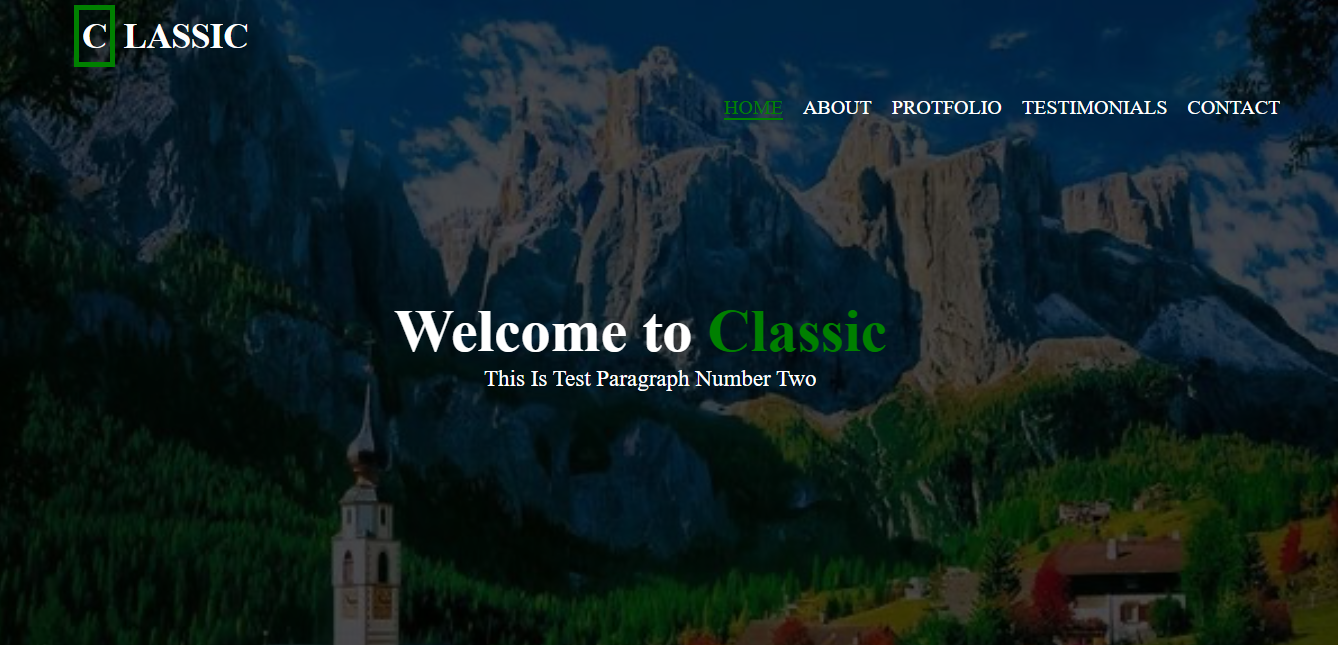 C LASSIC
HOME ABOUT PROTFOLIO TESTIMONIALS CONTACT
Welcome to Classic
This Is Test Paragraph Number Two